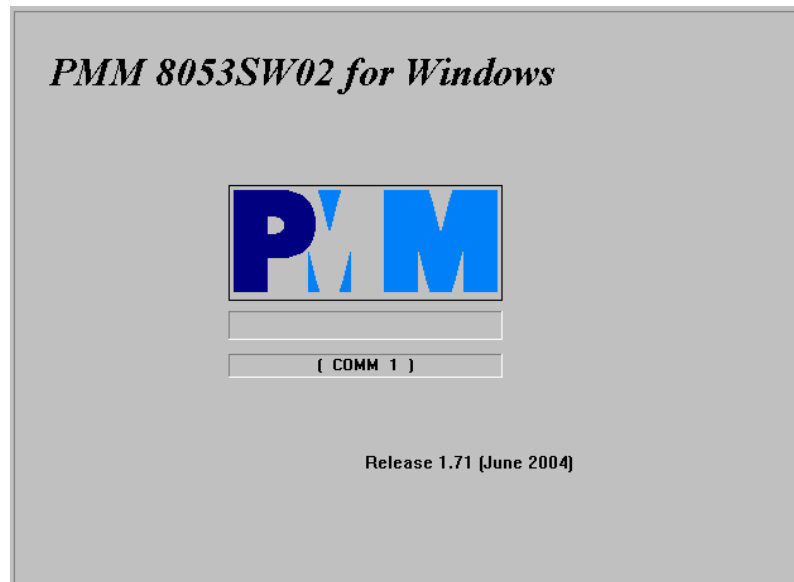 PMM 8053SW02 for Windows
PMM
( COMM 1 )
Release 1.71 (June 2004)